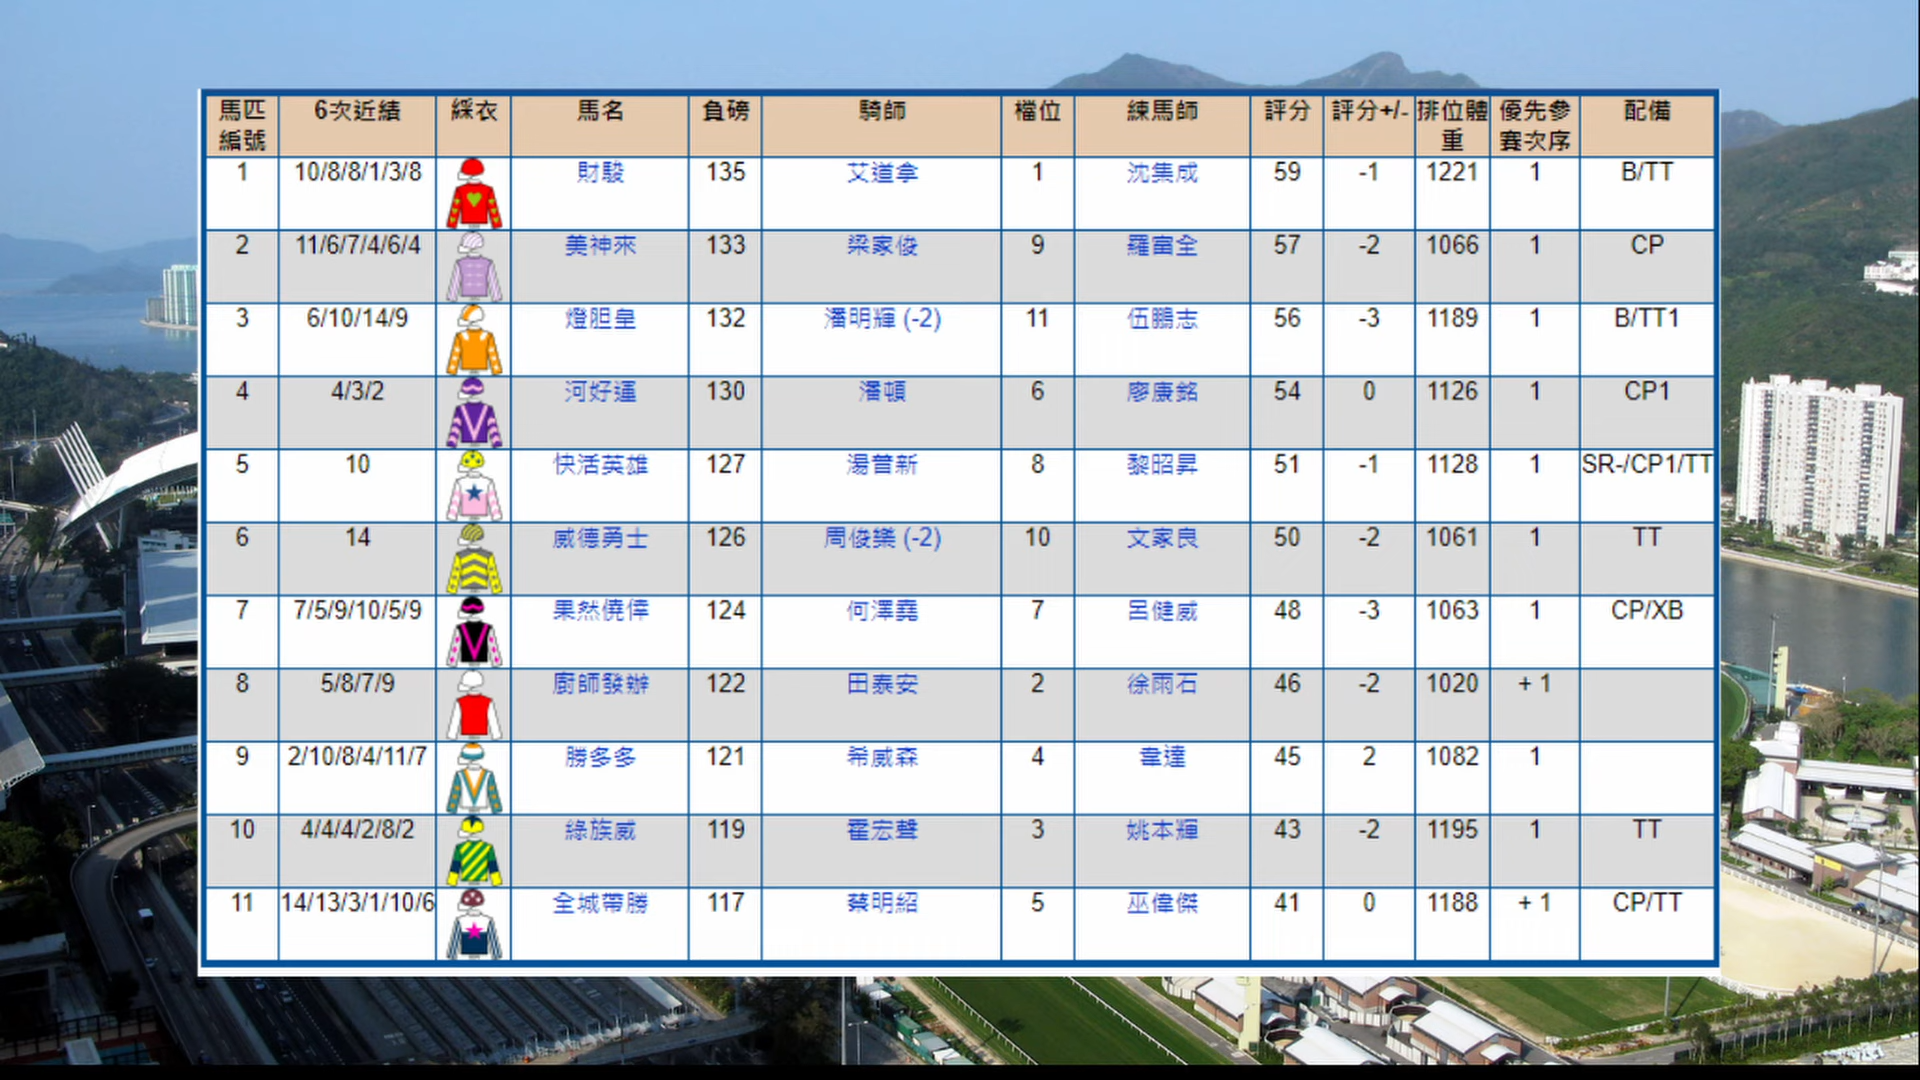 馬匹編號 6次近績 綵衣 馬名 負磅 騎師 檔位 練馬師 評分 評分+/- 排位體重 優先參賽次序 配備
1 10/8/8/1/3/8 財駿 135 艾道拿 1 沈集成 59 -1 1221 1 B/TT
2 11/6/7/4/6/4 美神來 133 梁家俊 9 羅富全 57 -2 1066 1 CP
3 6/10/14/9 燈胆皇 132 潘明輝 (-2) 11 伍鵬志 56 -3 1189 1 B/TT1
4 4/3/2 河好運 130 潘頓 6 廖康銘 54 0 1126 1 CP1
5 10 快活英雄 127 湯普新 8 黎昭昇 51 -1 1128 1 SR-/CP1/TT
6 14 威德勇士 126 周俊樂 (-2) 10 文家良 50 -2 1061 1 TT
7 7/5/9/10/5/9 果然僥倖 124 何澤堯 7 呂健威 48 -3 1063 1 CP/XB
8 5/8/7/9 廚師發辦 122 田泰安 2 徐雨石 46 -2 1020 + 1
9 2/10/8/4/11/7 勝多多 121 希威森 4 韋達 45 2 1082 1
10 4/4/4/2/8/2 綠族威 119 霍宏聲 3 姚本輝 43 -2 1195 1 TT
11 14/13/3/1/10/6 全城帶勝 117 蔡明紹 5 巫偉傑 41 0 1188 + 1 CP/TT